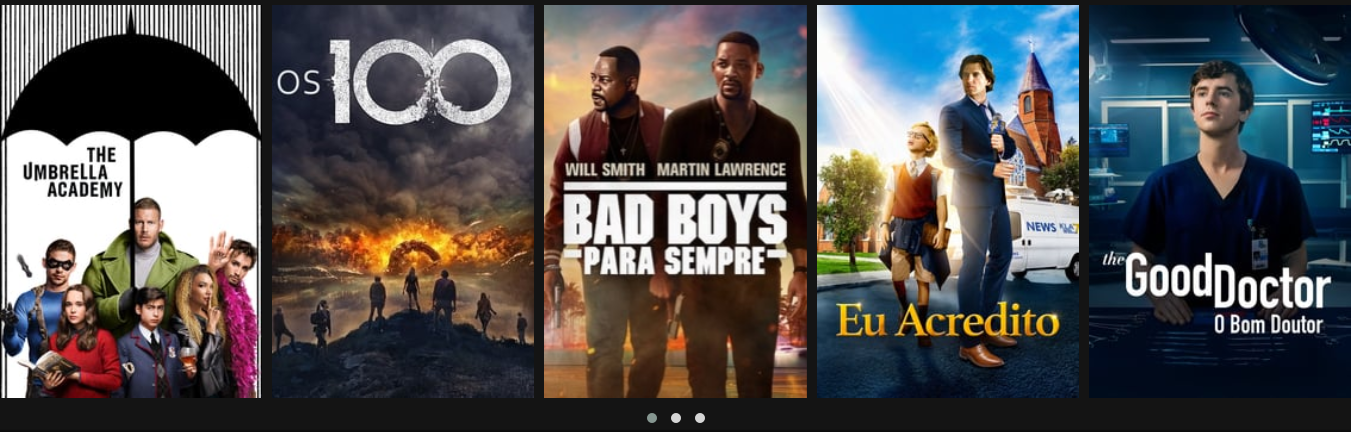 THE
UMBRELLA
ACADEMY
OS 100
WILL SMITH MARTIN LAWRENCE
BAD BOYS
PARA SEMPRE
NEWS
Eu Acredito
the Good Doctor
O Bom Doutor